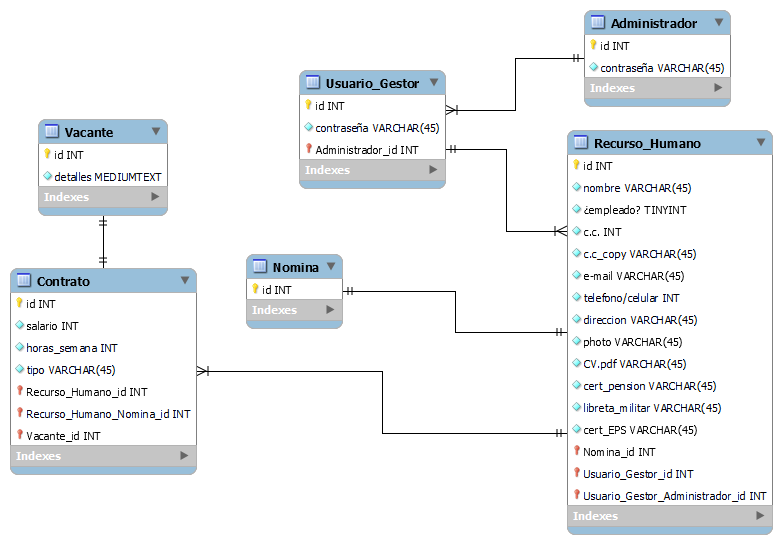 Administrador
id INT
contraseña VARCHAR(45)
Indexes
Usuario_Gestor
id INT
contraseña VARCHAR(45)
Administrador_id INT
Indexes
Vacante
id INT
detalles MEDIUMTEXT
Indexes
Recurso_Humano
id INT
nombre VARCHAR(45)
¿empleado? TINYINT
c.c. INT
c.c_copy VARCHAR(45)
e-mail VARCHAR(45)
telefono/celular INT
direccion VARCHAR(45)
photo VARCHAR(45)
CV.pdf VARCHAR(45)
cert_pension VARCHAR(45)
libreta_militar VARCHAR(45)
cert_EPS VARCHAR(45)
Nomina_id INT
Usuario_Gestor_id INT
Usuario_Gestor_Administrador_id INT
Indexes
Nomina
id INT
Indexes
Contrato
id INT
salario INT
horas_semana INT
tipo VARCHAR(45)
Recurso_Humano_id INT
Recurso_Humano_Nomina_id INT
Vacante_id INT
Indexes